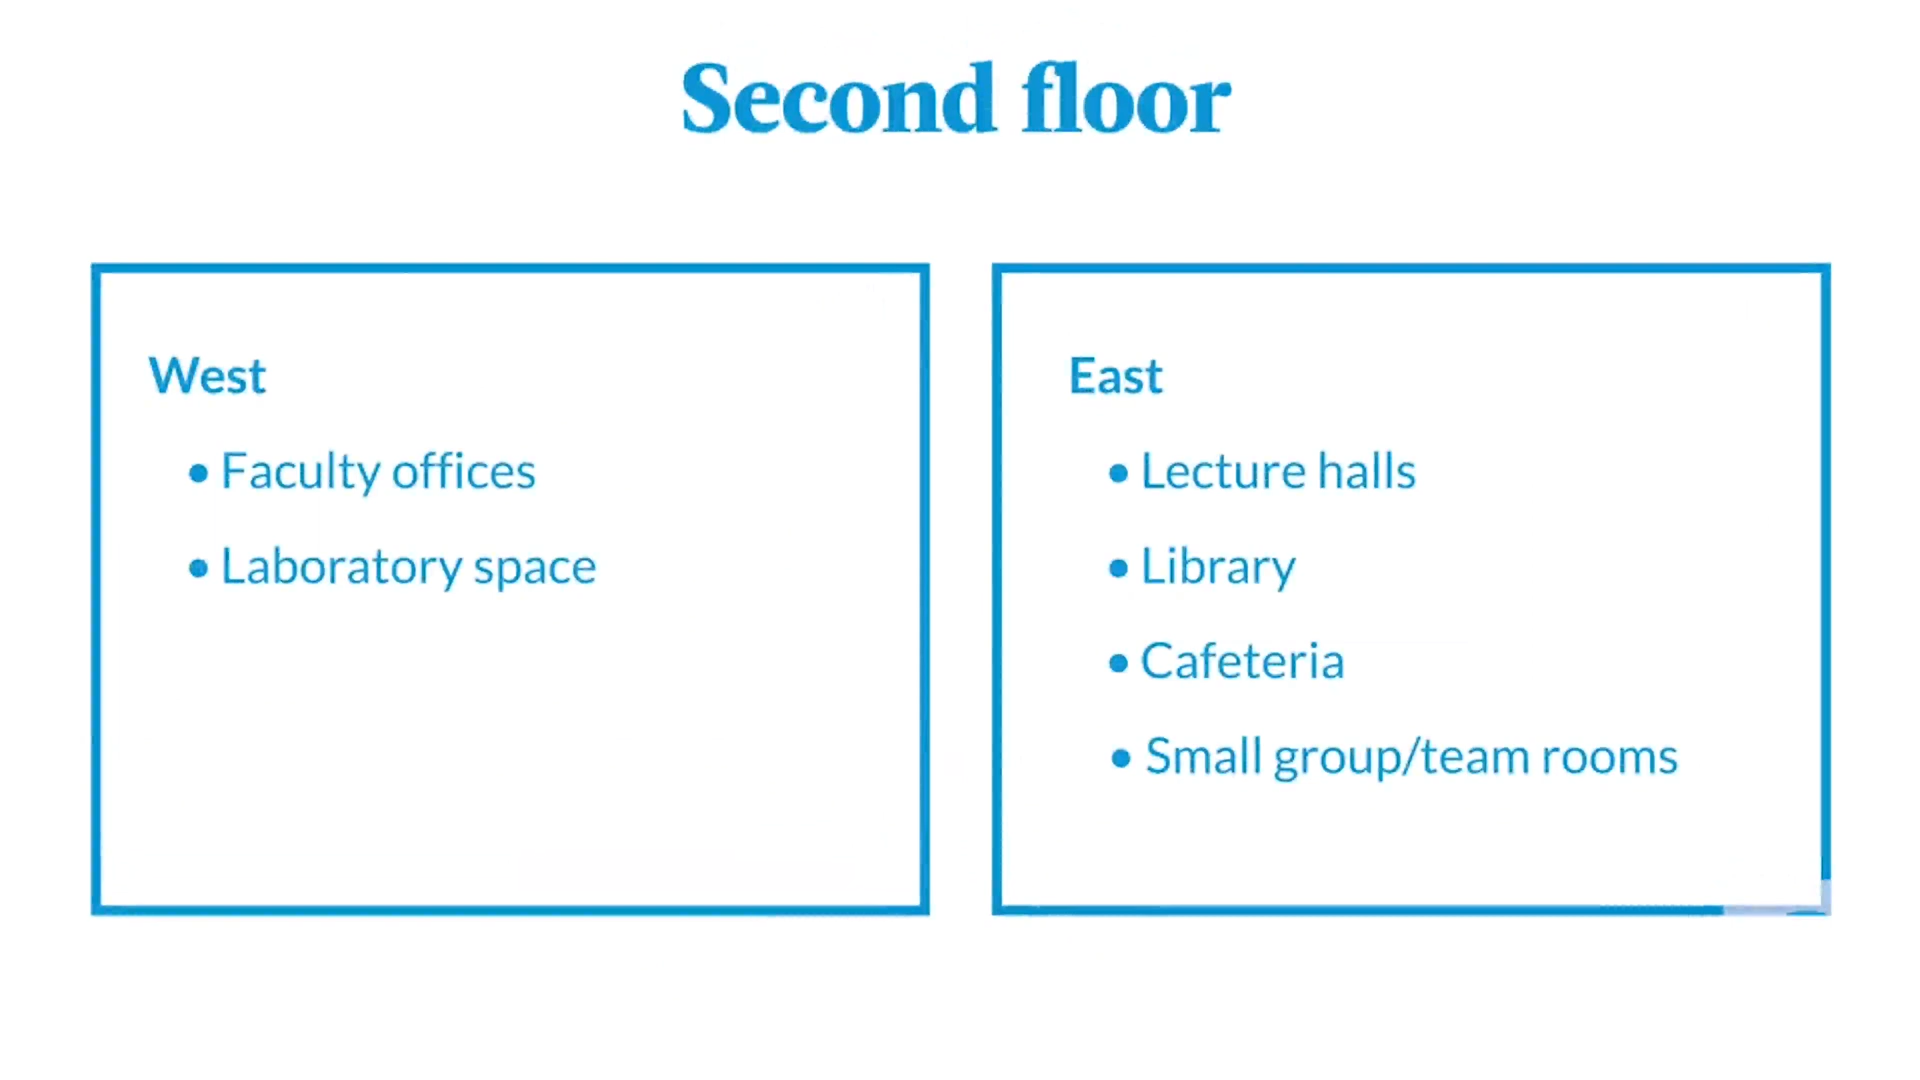 Second floor
West
• Faculty offices
• Laboratory space
East
• Lecture halls
• Library
• Cafeteria
• Small group/team rooms